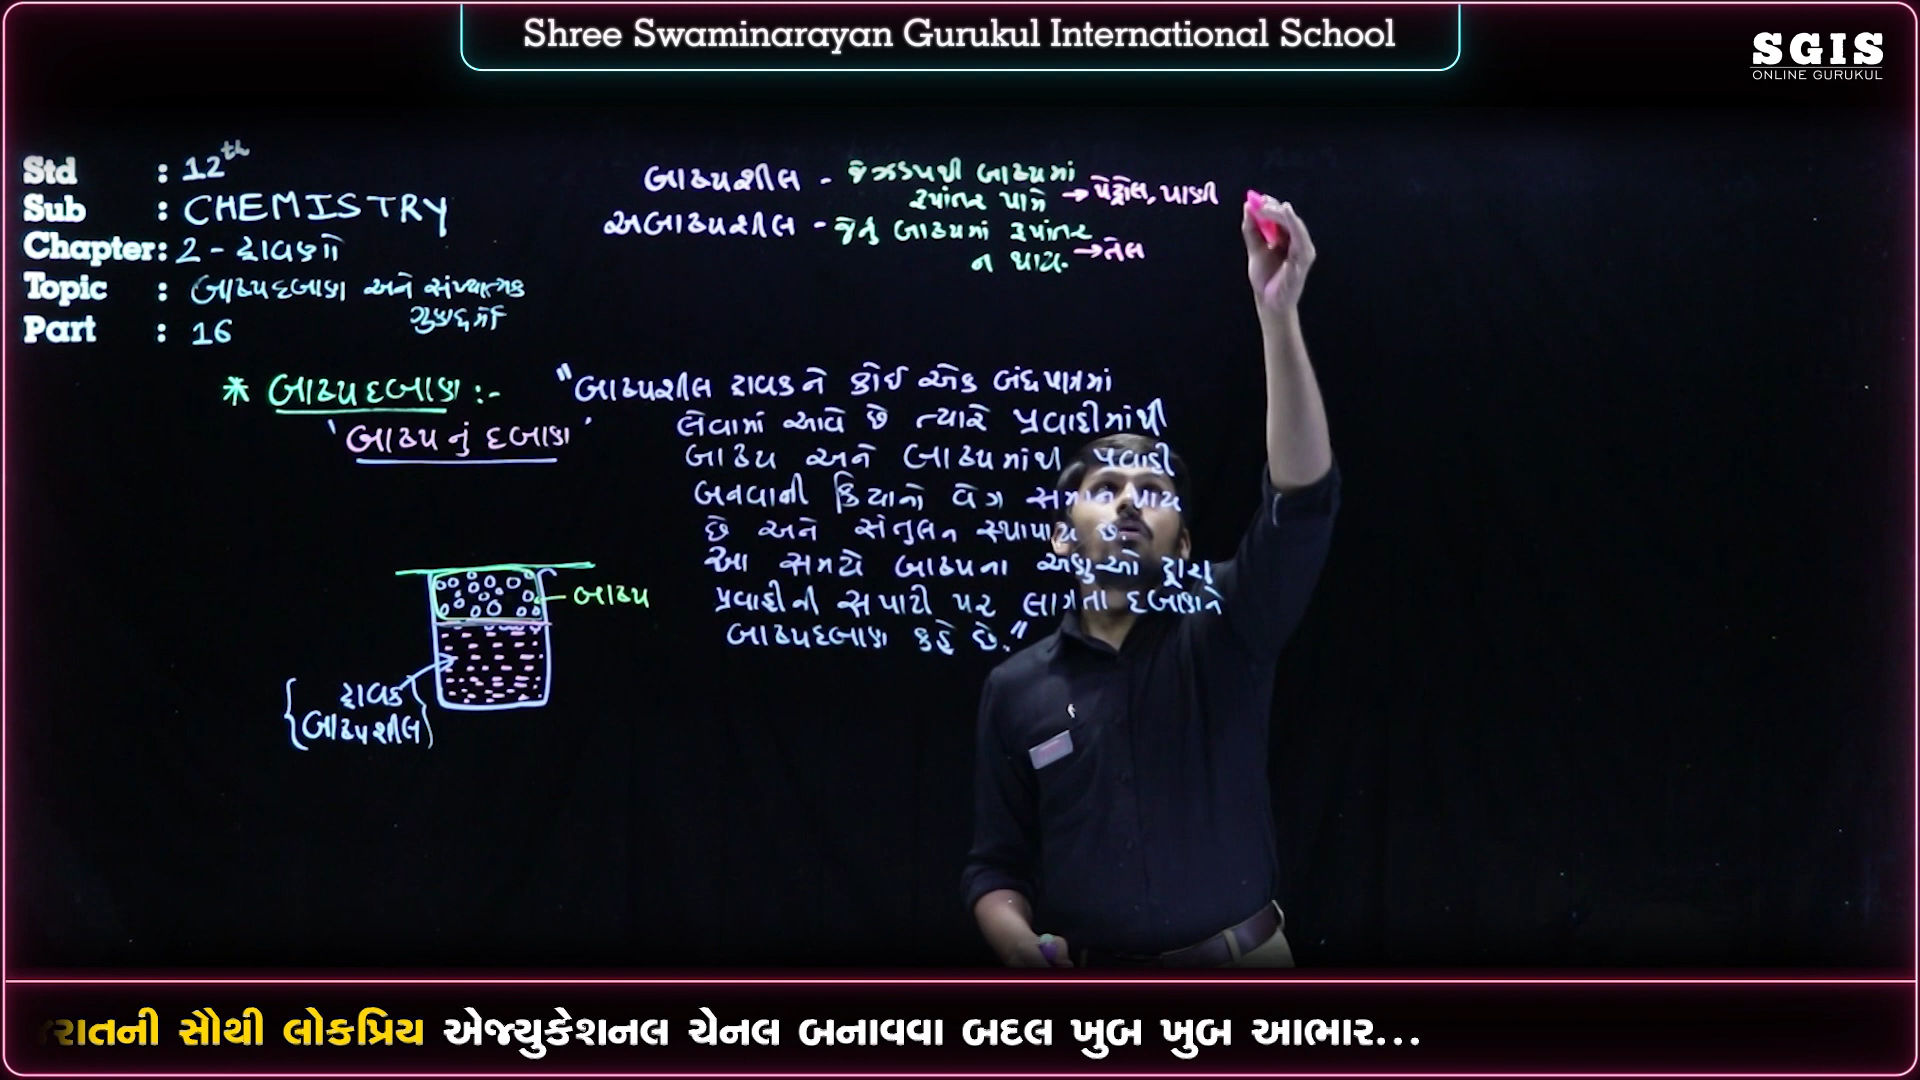 Shree Swaminarayan Gurukul International School
SGIS
ONLINE GURUKUL
Std : 12th
Sub : CHEMISTRY
Chapter: 2 - દ્રાવણો
Topic : બાષ્પદબાણ અને સંખ્યાત્મક
ગુણધર્મો
Part : 16
બાષ્પશીલ - જે ઝડપથી બાષ્પમાં
રૂપાંતર પામે → પેટ્રોલ, પાણી
અબાષ્પશીલ - જેનું બાષ્પમાં રૂપાંતર
ન થાય. → તેલ
* બાષ્પદબાણ :-
'બાષ્પનું દબાણ'
"બાષ્પશીલ દ્રાવકને કોઈ એક બંધપાત્રમાં
લેવામાં આવે છે ત્યારે પ્રવાહીમાંથી
બાષ્પ અને બાષ્પમાંથી પ્રવાહી
બનવાની ક્રિયાનો વેગ સમાન થાય
છે અને સંતુલન સ્થાપાય છે.
આ સમયે બાષ્પના અણુઓ દ્વારા
પ્રવાહીની સપાટી પર લાગતા દબાણને
બાષ્પદબાણ કહે છે."
બાષ્પ
દ્રાવક
બાષ્પશીલ
રાતની સૌથી લોકપ્રિય એજ્યુકેશનલ ચેનલ બનાવવા બદલ ખુબ ખુબ આભાર...